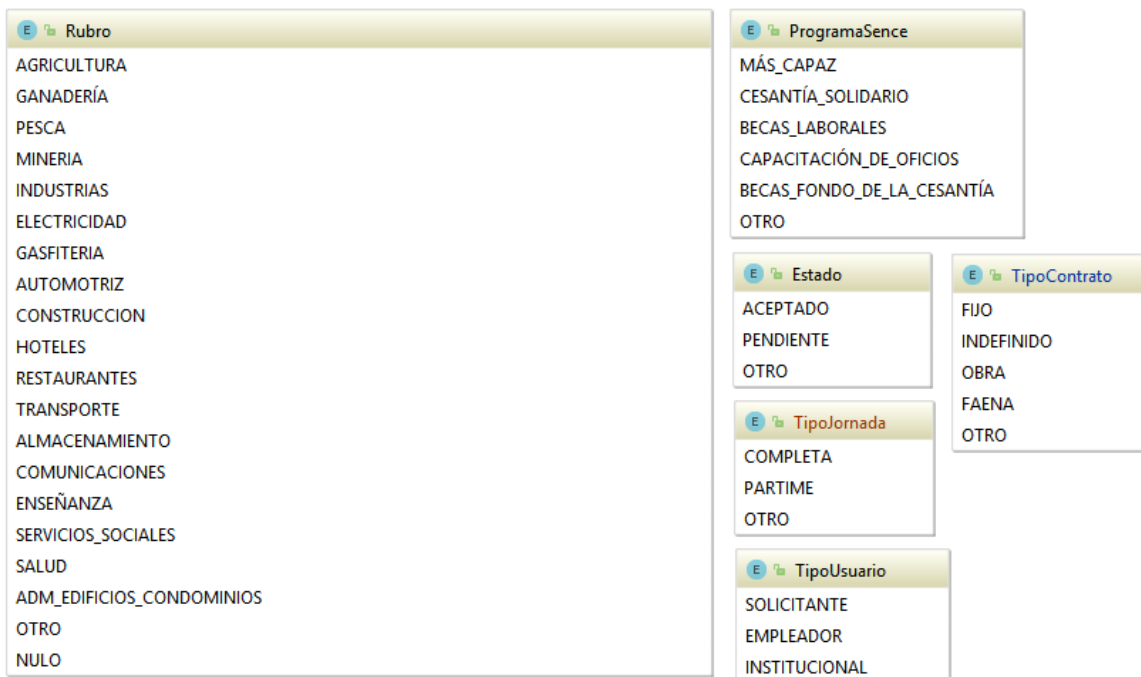 E Rubro
AGRICULTURA
GANADERÍA
PESCA
MINERIA
INDUSTRIAS
ELECTRICIDAD
GASFITERIA
AUTOMOTRIZ
CONSTRUCCION
HOTELES
RESTAURANTES
TRANSPORTE
ALMACENAMIENTO
COMUNICACIONES
ENSEÑANZA
SERVICIOS_SOCIALES
SALUD
ADM_EDIFICIOS_CONDOMINIOS
OTRO
NULO
E ProgramaSence
MÁS_CAPAZ
CESANTÍA_SOLIDARIO
BECAS_LABORALES
CAPACITACIÓN_DE_OFICIOS
BECAS_FONDO_DE_LA_CESANTÍA
OTRO
E Estado
ACEPTADO
PENDIENTE
OTRO
E TipoContrato
FIJO
INDEFINIDO
OBRA
FAENA
OTRO
E TipoJornada
COMPLETA
PARTIME
OTRO
E TipoUsuario
SOLICITANTE
EMPLEADOR
INSTITUCIONAL